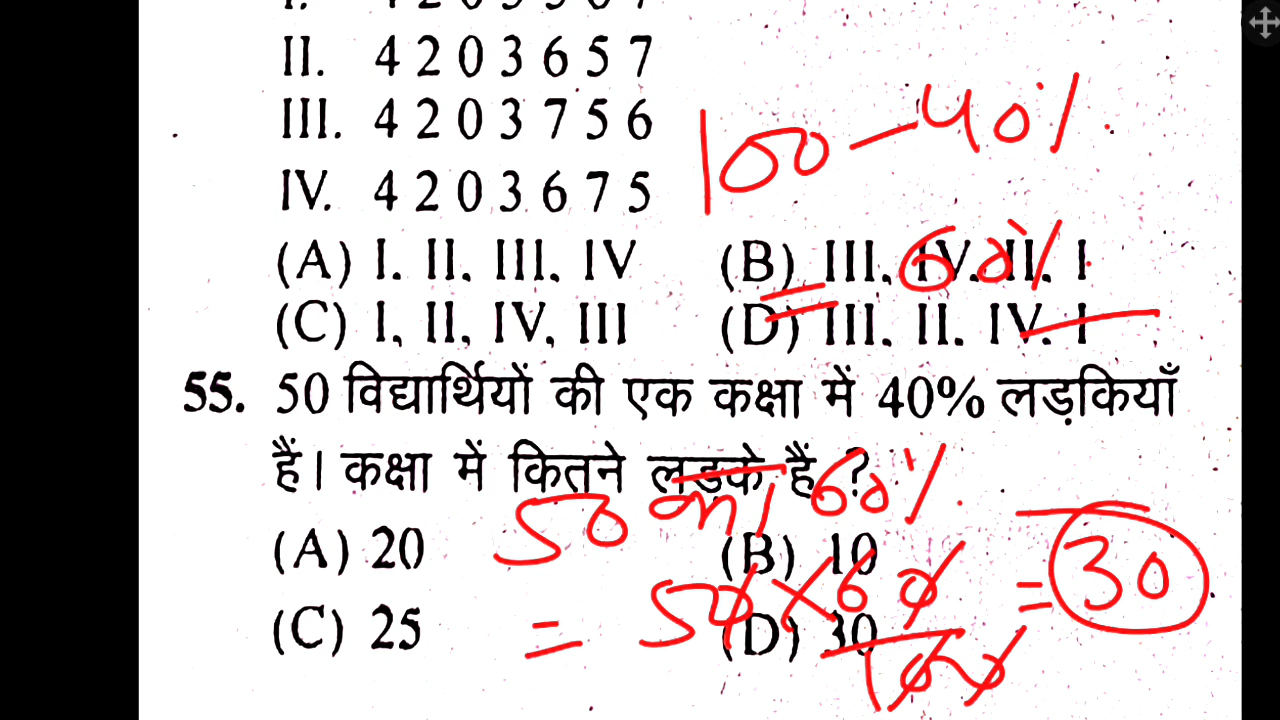 II. 4 2 0 3 6 5 7
III. 4 2 0 3 7 5 6
100 - 40%
IV. 4 2 0 3 6 7 5
(A) I, II, III, IV (B) III, IV, II, I
60%
(C) I, II, IV, III (D) III, II, IV, I
55. 50 विद्यार्थियों की एक कक्षा में 40% लड़कियाँ
हैं। कक्षा में कितने लड़के हैं ?
50 का 60%
(A) 20 (B) 10
= 50 × 60 = 30
100
(C) 25 (D) 30